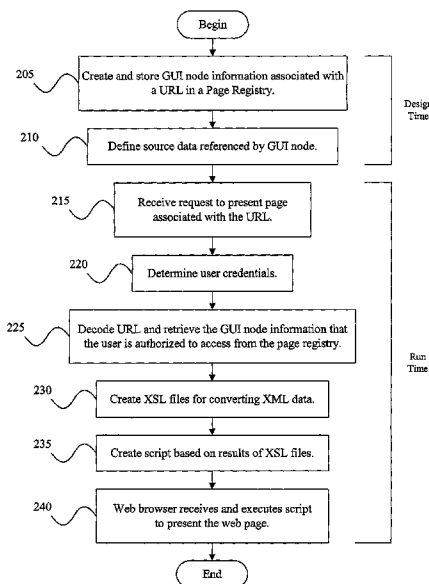 Begin
205
Create and store GUI node information associated with
a URL in a Page Registry.
Design
Time
210
Define source data referenced by GUI node.
215
Receive request to present page
associated with the URL.
220
Determine user credentials.
225
Decode URL and retrieve the GUI node information that
the user is authorized to access from the page registry.
Run
Time
230
Create XSL files for converting XML data.
235
Create script based on results of XSL files.
240
Web browser receives and executes script
to present the web page.
End